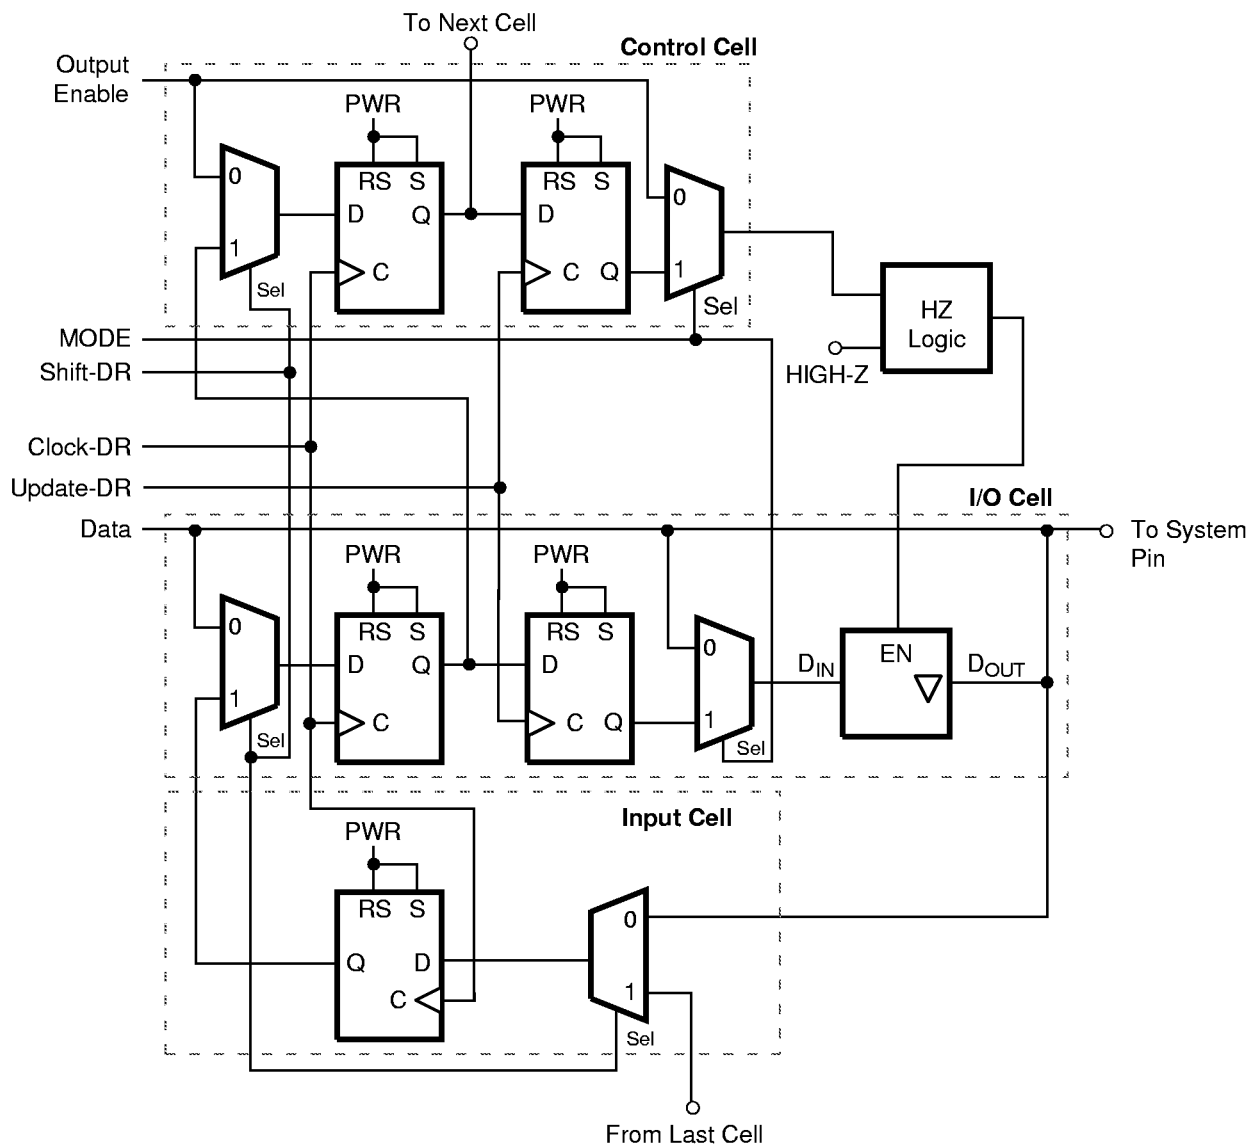 To Next Cell
Control Cell
Output
Enable
PWR
PWR
RS S
RS S
0
0
D Q
D
1
C
C Q
1
Sel
Sel
HZ
Logic
MODE
HIGH-Z
Shift-DR
Clock-DR
Update-DR
I/O Cell
Data
To System
Pin
PWR
PWR
RS S
RS S
0
0
EN
D Q
D
DIN
DOUT
1
C
C Q
1
Sel
Sel
Input Cell
PWR
RS S
0
Q D
1
C
Sel
From Last Cell